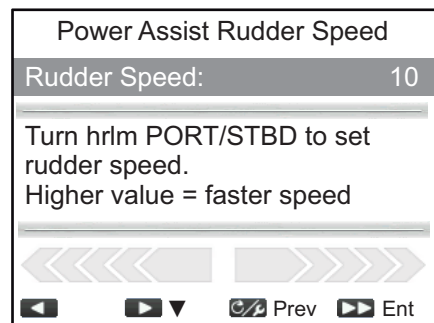 Power Assist Rudder Speed
Rudder Speed: 10
Turn hrlm PORT/STBD to set
rudder speed.
Higher value = faster speed
Prev Ent